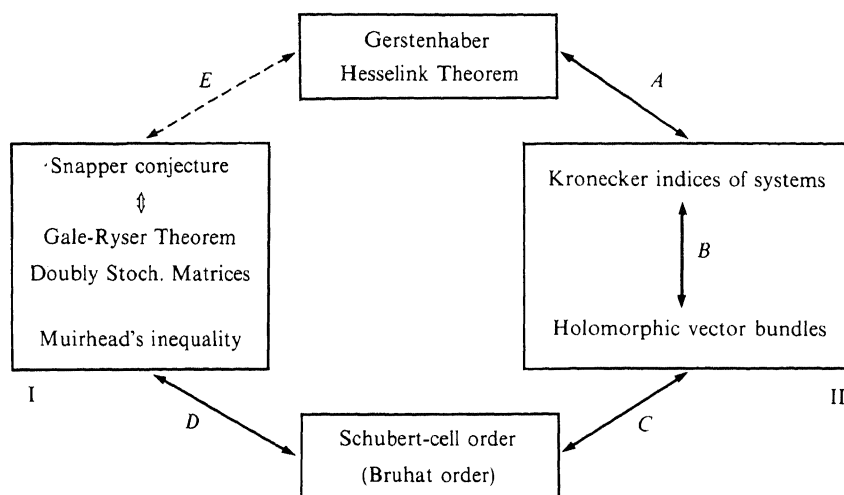 Gerstenhaber
Hesselink Theorem
E
A
Snapper conjecture
⇕
Gale-Ryser Theorem
Doubly Stoch. Matrices
Muirhead's inequality
Kronecker indices of systems
B
Holomorphic vector bundles
I
II
D
C
Schubert-cell order
(Bruhat order)